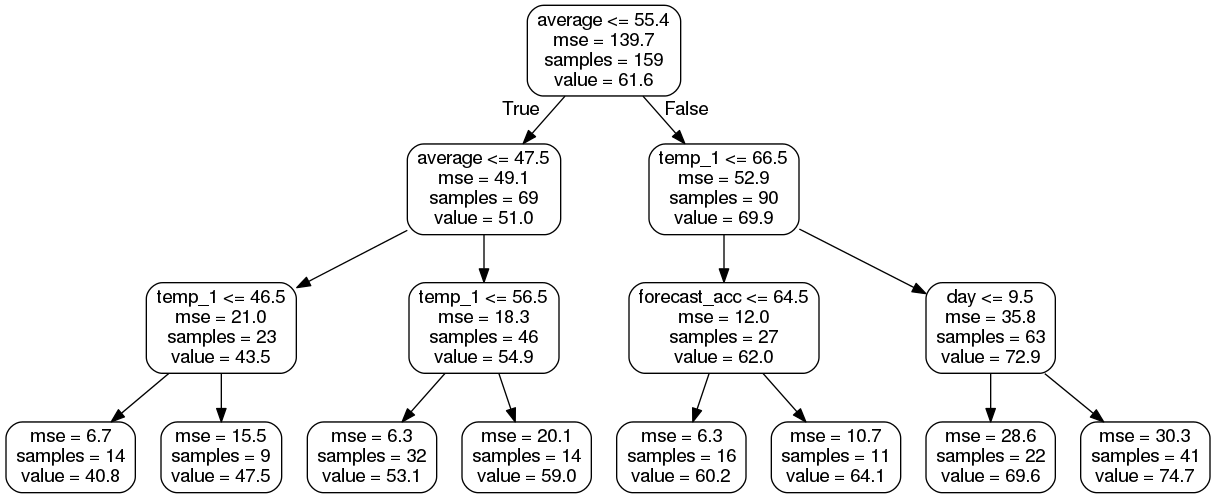 average <= 55.4
mse = 139.7
samples = 159
value = 61.6
True
False
average <= 47.5
mse = 49.1
samples = 69
value = 51.0
temp_1 <= 66.5
mse = 52.9
samples = 90
value = 69.9
temp_1 <= 46.5
mse = 21.0
samples = 23
value = 43.5
temp_1 <= 56.5
mse = 18.3
samples = 46
value = 54.9
forecast_acc <= 64.5
mse = 12.0
samples = 27
value = 62.0
day <= 9.5
mse = 35.8
samples = 63
value = 72.9
mse = 6.7
samples = 14
value = 40.8
mse = 15.5
samples = 9
value = 47.5
mse = 6.3
samples = 32
value = 53.1
mse = 20.1
samples = 14
value = 59.0
mse = 6.3
samples = 16
value = 60.2
mse = 10.7
samples = 11
value = 64.1
mse = 28.6
samples = 22
value = 69.6
mse = 30.3
samples = 41
value = 74.7